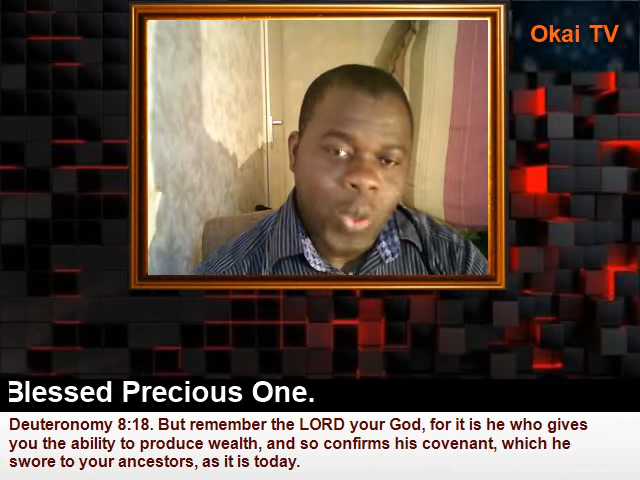 Okai TV
Blessed Precious One.
Deuteronomy 8:18. But remember the LORD your God, for it is he who gives
you the ability to produce wealth, and so confirms his covenant, which he
swore to your ancestors, as it is today.